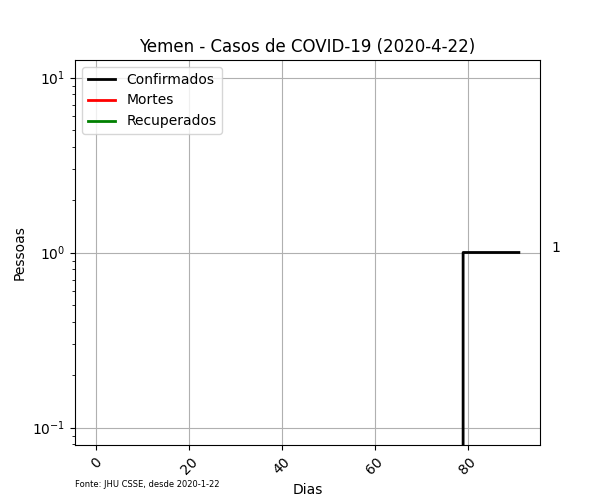 Yemen - Casos de COVID-19 (2020-4-22)
Confirmados
Mortes
Recuperados
Pessoas
10¹
10⁰
10⁻¹
1
0
20
40
60
80
Dias
Fonte: JHU CSSE, desde 2020-1-22